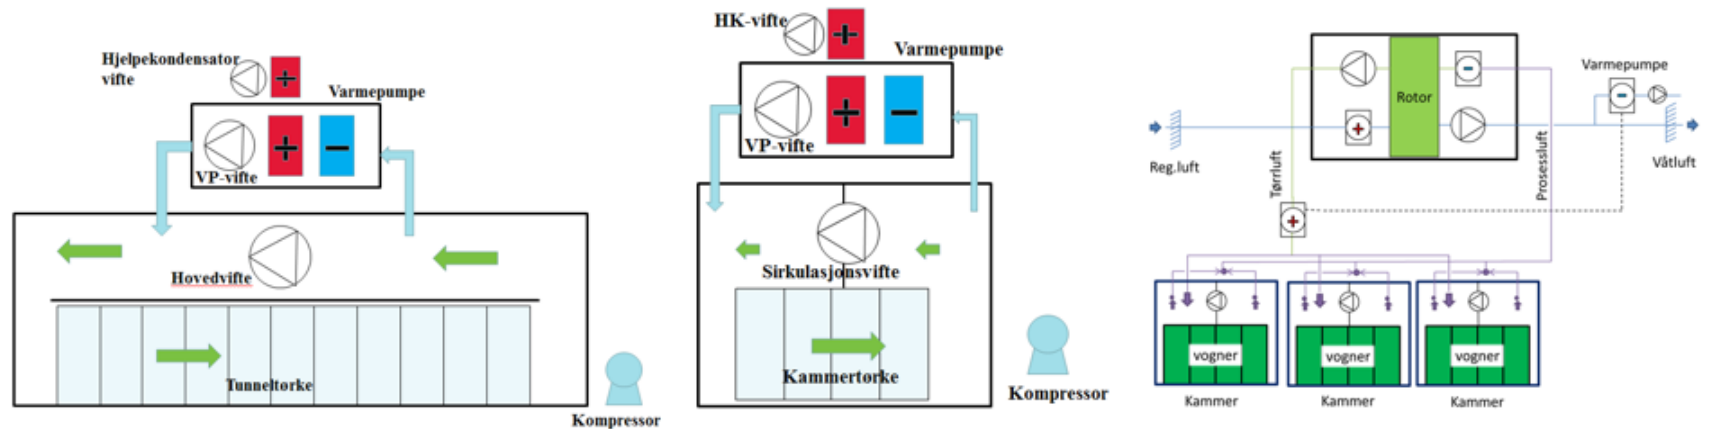 Hjelpekondensator
vifte
Varmepumpe
VP-vifte
Hovedvifte
Tunneltørke
Kompressor
HK-vifte
Varmepumpe
VP-vifte
Sirkulasjonsvifte
Kammertørke
Kompressor
Rotor
Varmepumpe
Reg.luft
Tørrluft
Prosessluft
Våtluft
vogner
vogner
vogner
Kammer
Kammer
Kammer